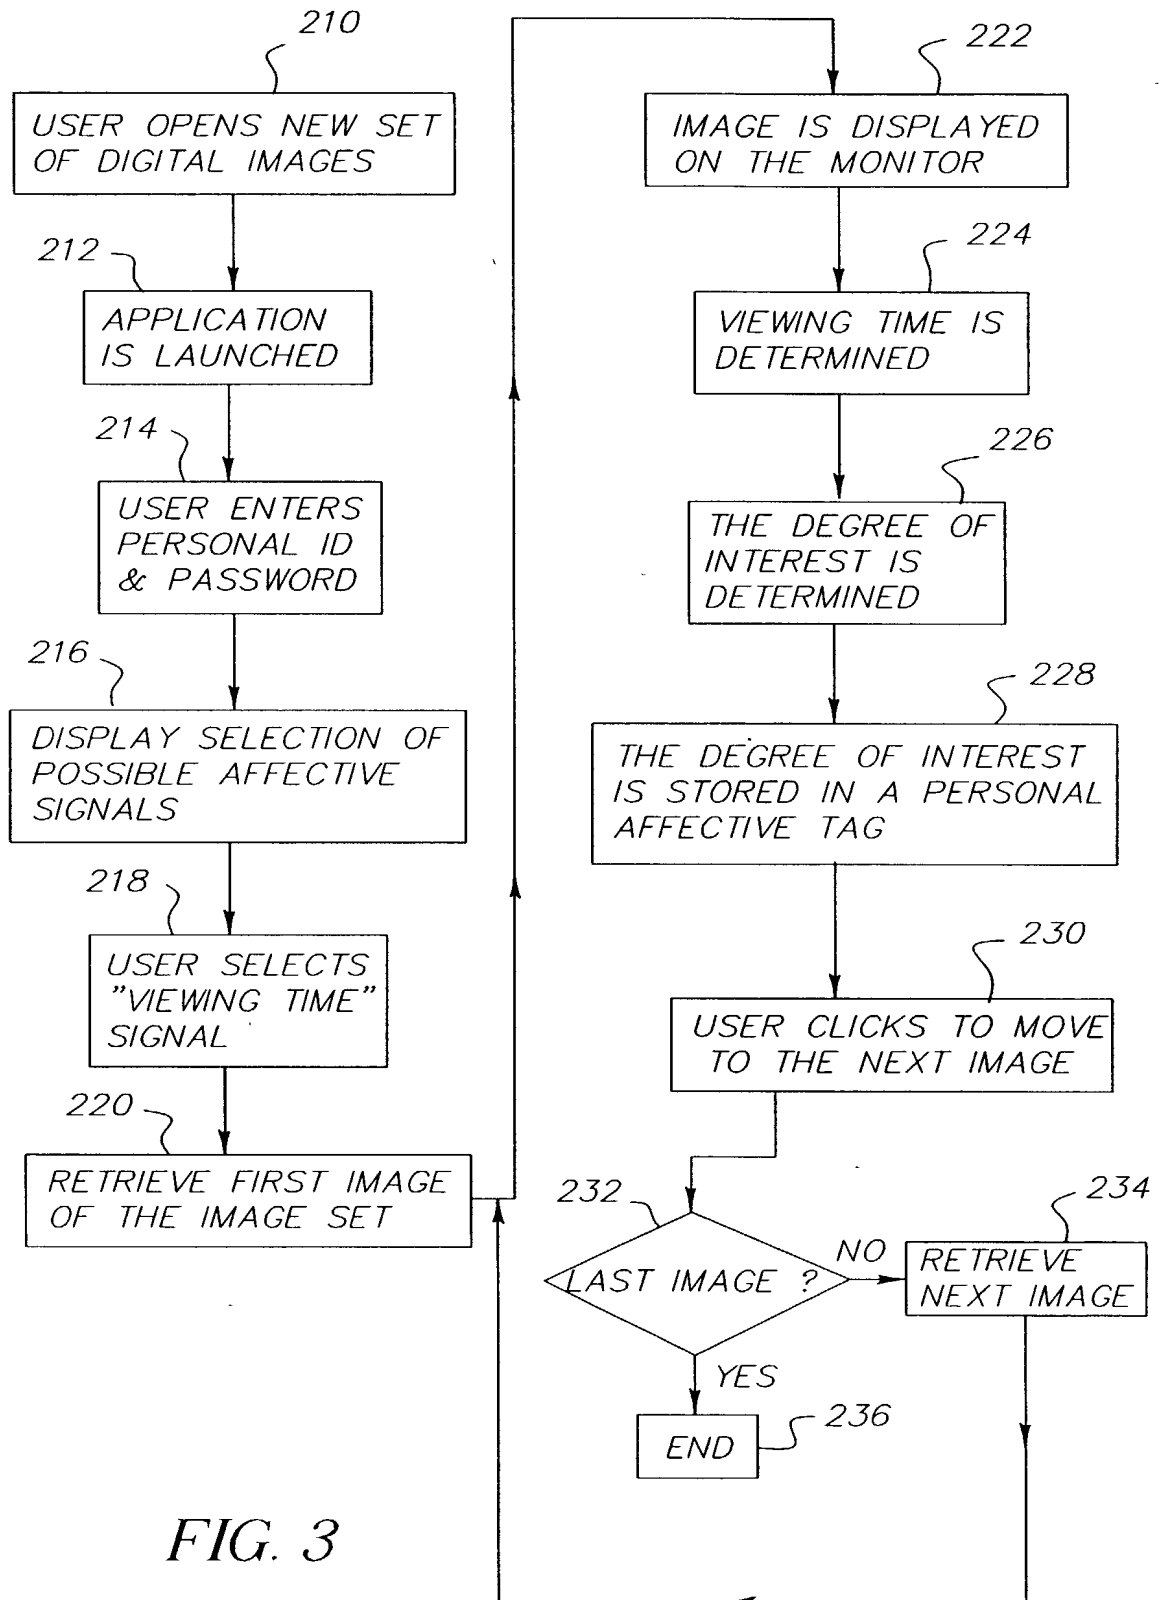 210
USER OPENS NEW SET
OF DIGITAL IMAGES
212
APPLICATION
IS LAUNCHED
214
USER ENTERS
PERSONAL ID
& PASSWORD
216
DISPLAY SELECTION OF
POSSIBLE AFFECTIVE
SIGNALS
218
USER SELECTS
"VIEWING TIME"
SIGNAL
220
RETRIEVE FIRST IMAGE
OF THE IMAGE SET
222
IMAGE IS DISPLAYED
ON THE MONITOR
224
VIEWING TIME IS
DETERMINED
226
THE DEGREE OF
INTEREST IS
DETERMINED
228
THE DEGREE OF INTEREST
IS STORED IN A PERSONAL
AFFECTIVE TAG
230
USER CLICKS TO MOVE
TO THE NEXT IMAGE
232
LAST IMAGE ?
NO
234
RETRIEVE
NEXT IMAGE
YES
236
END
FIG. 3